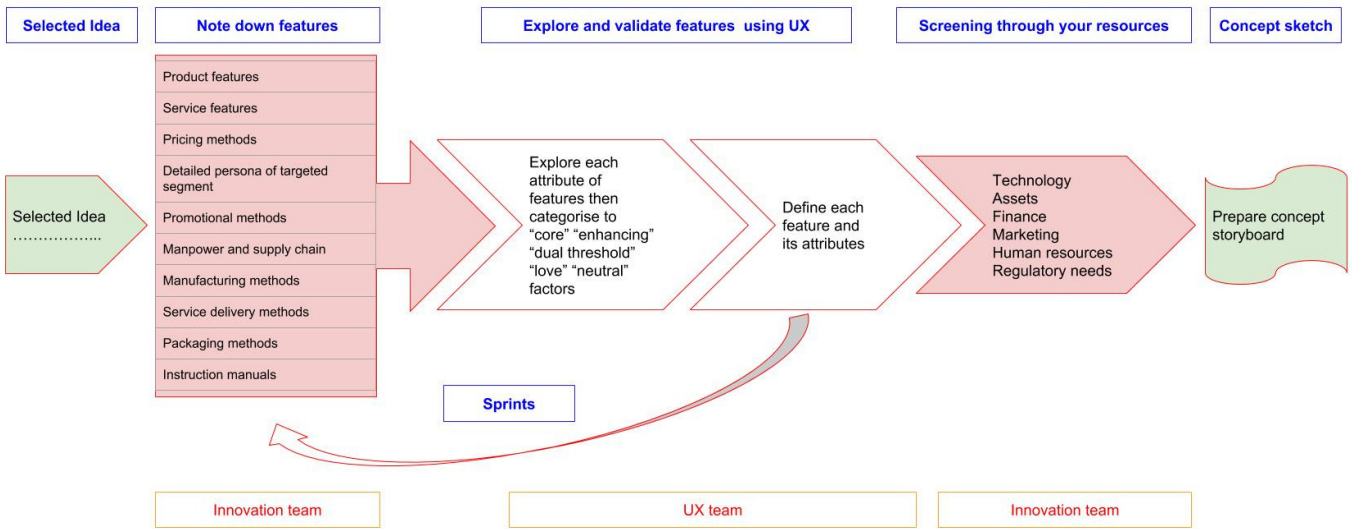 Selected Idea
Note down features
Explore and validate features using UX
Screening through your resources
Concept sketch
Selected Idea
……………...
Product features
Service features
Pricing methods
Detailed persona of targeted
segment
Promotional methods
Manpower and supply chain
Manufacturing methods
Service delivery methods
Packaging methods
Instruction manuals
Explore each
attribute of
features then
categorise to
“core” “enhancing”
“dual threshold”
“love” “neutral”
factors
Define each
feature and
its attributes
Technology
Assets
Finance
Marketing
Human resources
Regulatory needs
Prepare concept
storyboard
Sprints
Innovation team
UX team
Innovation team